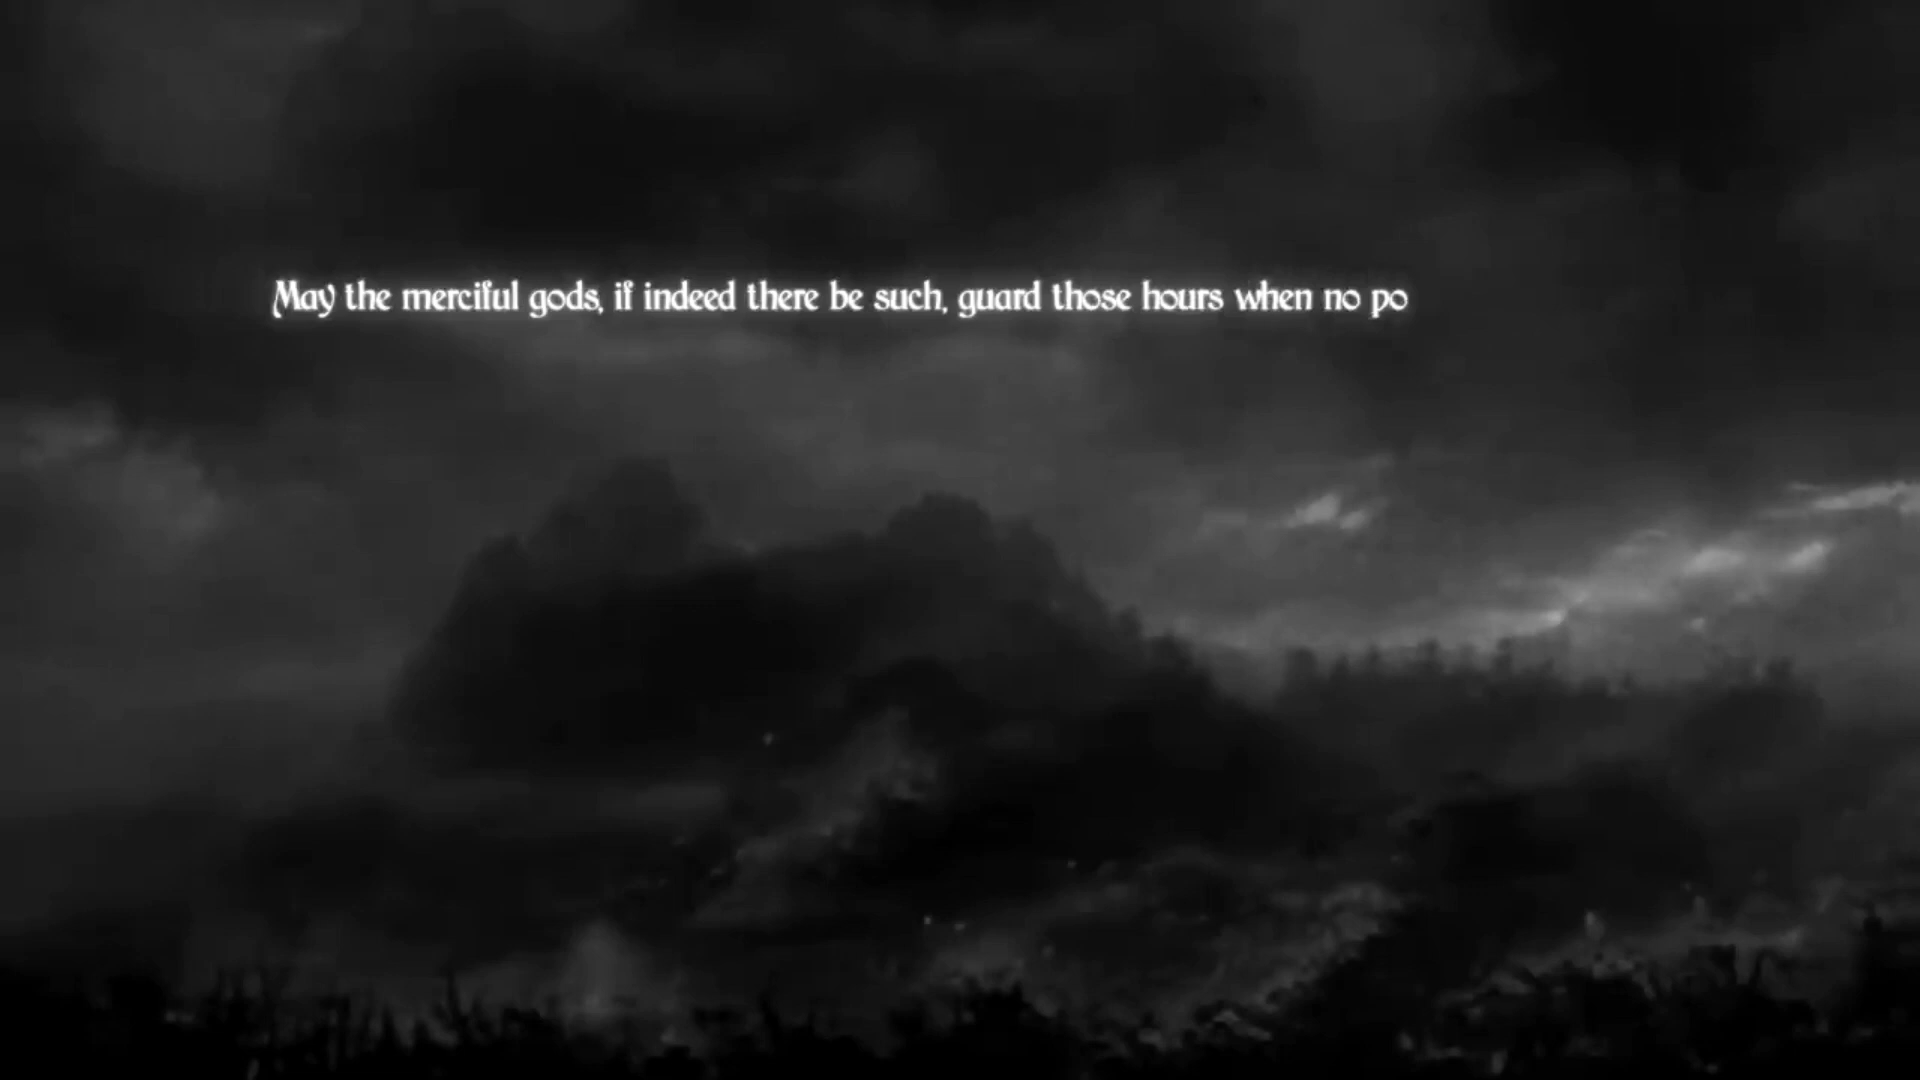 May the merciful gods, if indeed there be such, guard those hours when no po